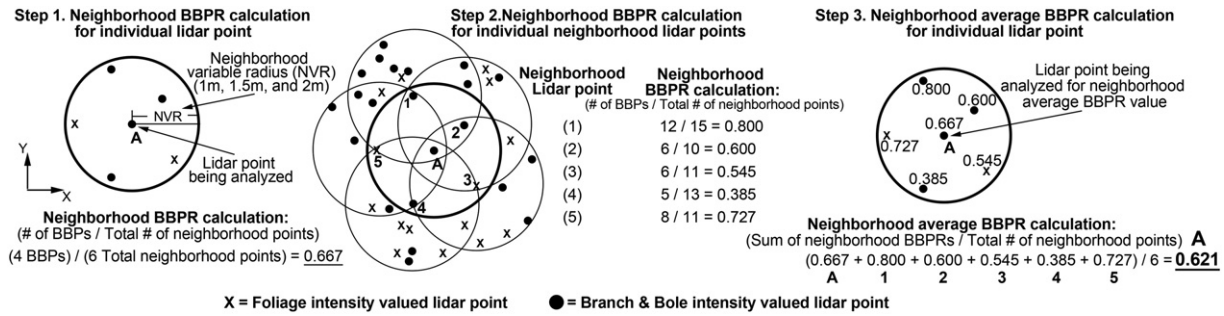 Step 1. Neighborhood BBPR calculation
for individual lidar point
Neighborhood
variable radius (NVR)
(1m, 1.5m, and 2m)
NVR
x
A
x
Y
X
Lidar point
being analyzed
Neighborhood BBPR calculation:
(# of BBPs / Total # of neighborhood points)
(4 BBPs) / (6 Total neighborhood points) = 0.667
Step 2.Neighborhood BBPR calculation
for individual neighborhood lidar points
x
x
x
x
x
1
2
A
x
5
3
x
x
4
x
x
x
x
x
x
x
Neighborhood
Lidar Point
Neighborhood
BBPR calculation:
(# of BBPs / Total # of neighborhood points)
(1) 12 / 15 = 0.800
(2) 6 / 10 = 0.600
(3) 6 / 11 = 0.545
(4) 5 / 13 = 0.385
(5) 8 / 11 = 0.727
Step 3. Neighborhood average BBPR calculation
for individual lidar point
Lidar point being
analyzed for neighborhood
average BBPR value
0.800
0.600
0.667
x
0.727
A
0.545
x
0.385
Neighborhood average BBPR calculation:
(Sum of neighborhood BBPRs / Total # of neighborhood points) A
(0.667 + 0.800 + 0.600 + 0.545 + 0.385 + 0.727) / 6 = 0.621
A 1 2 3 4 5
X = Foliage intensity valued lidar point
= Branch & Bole intensity valued lidar point